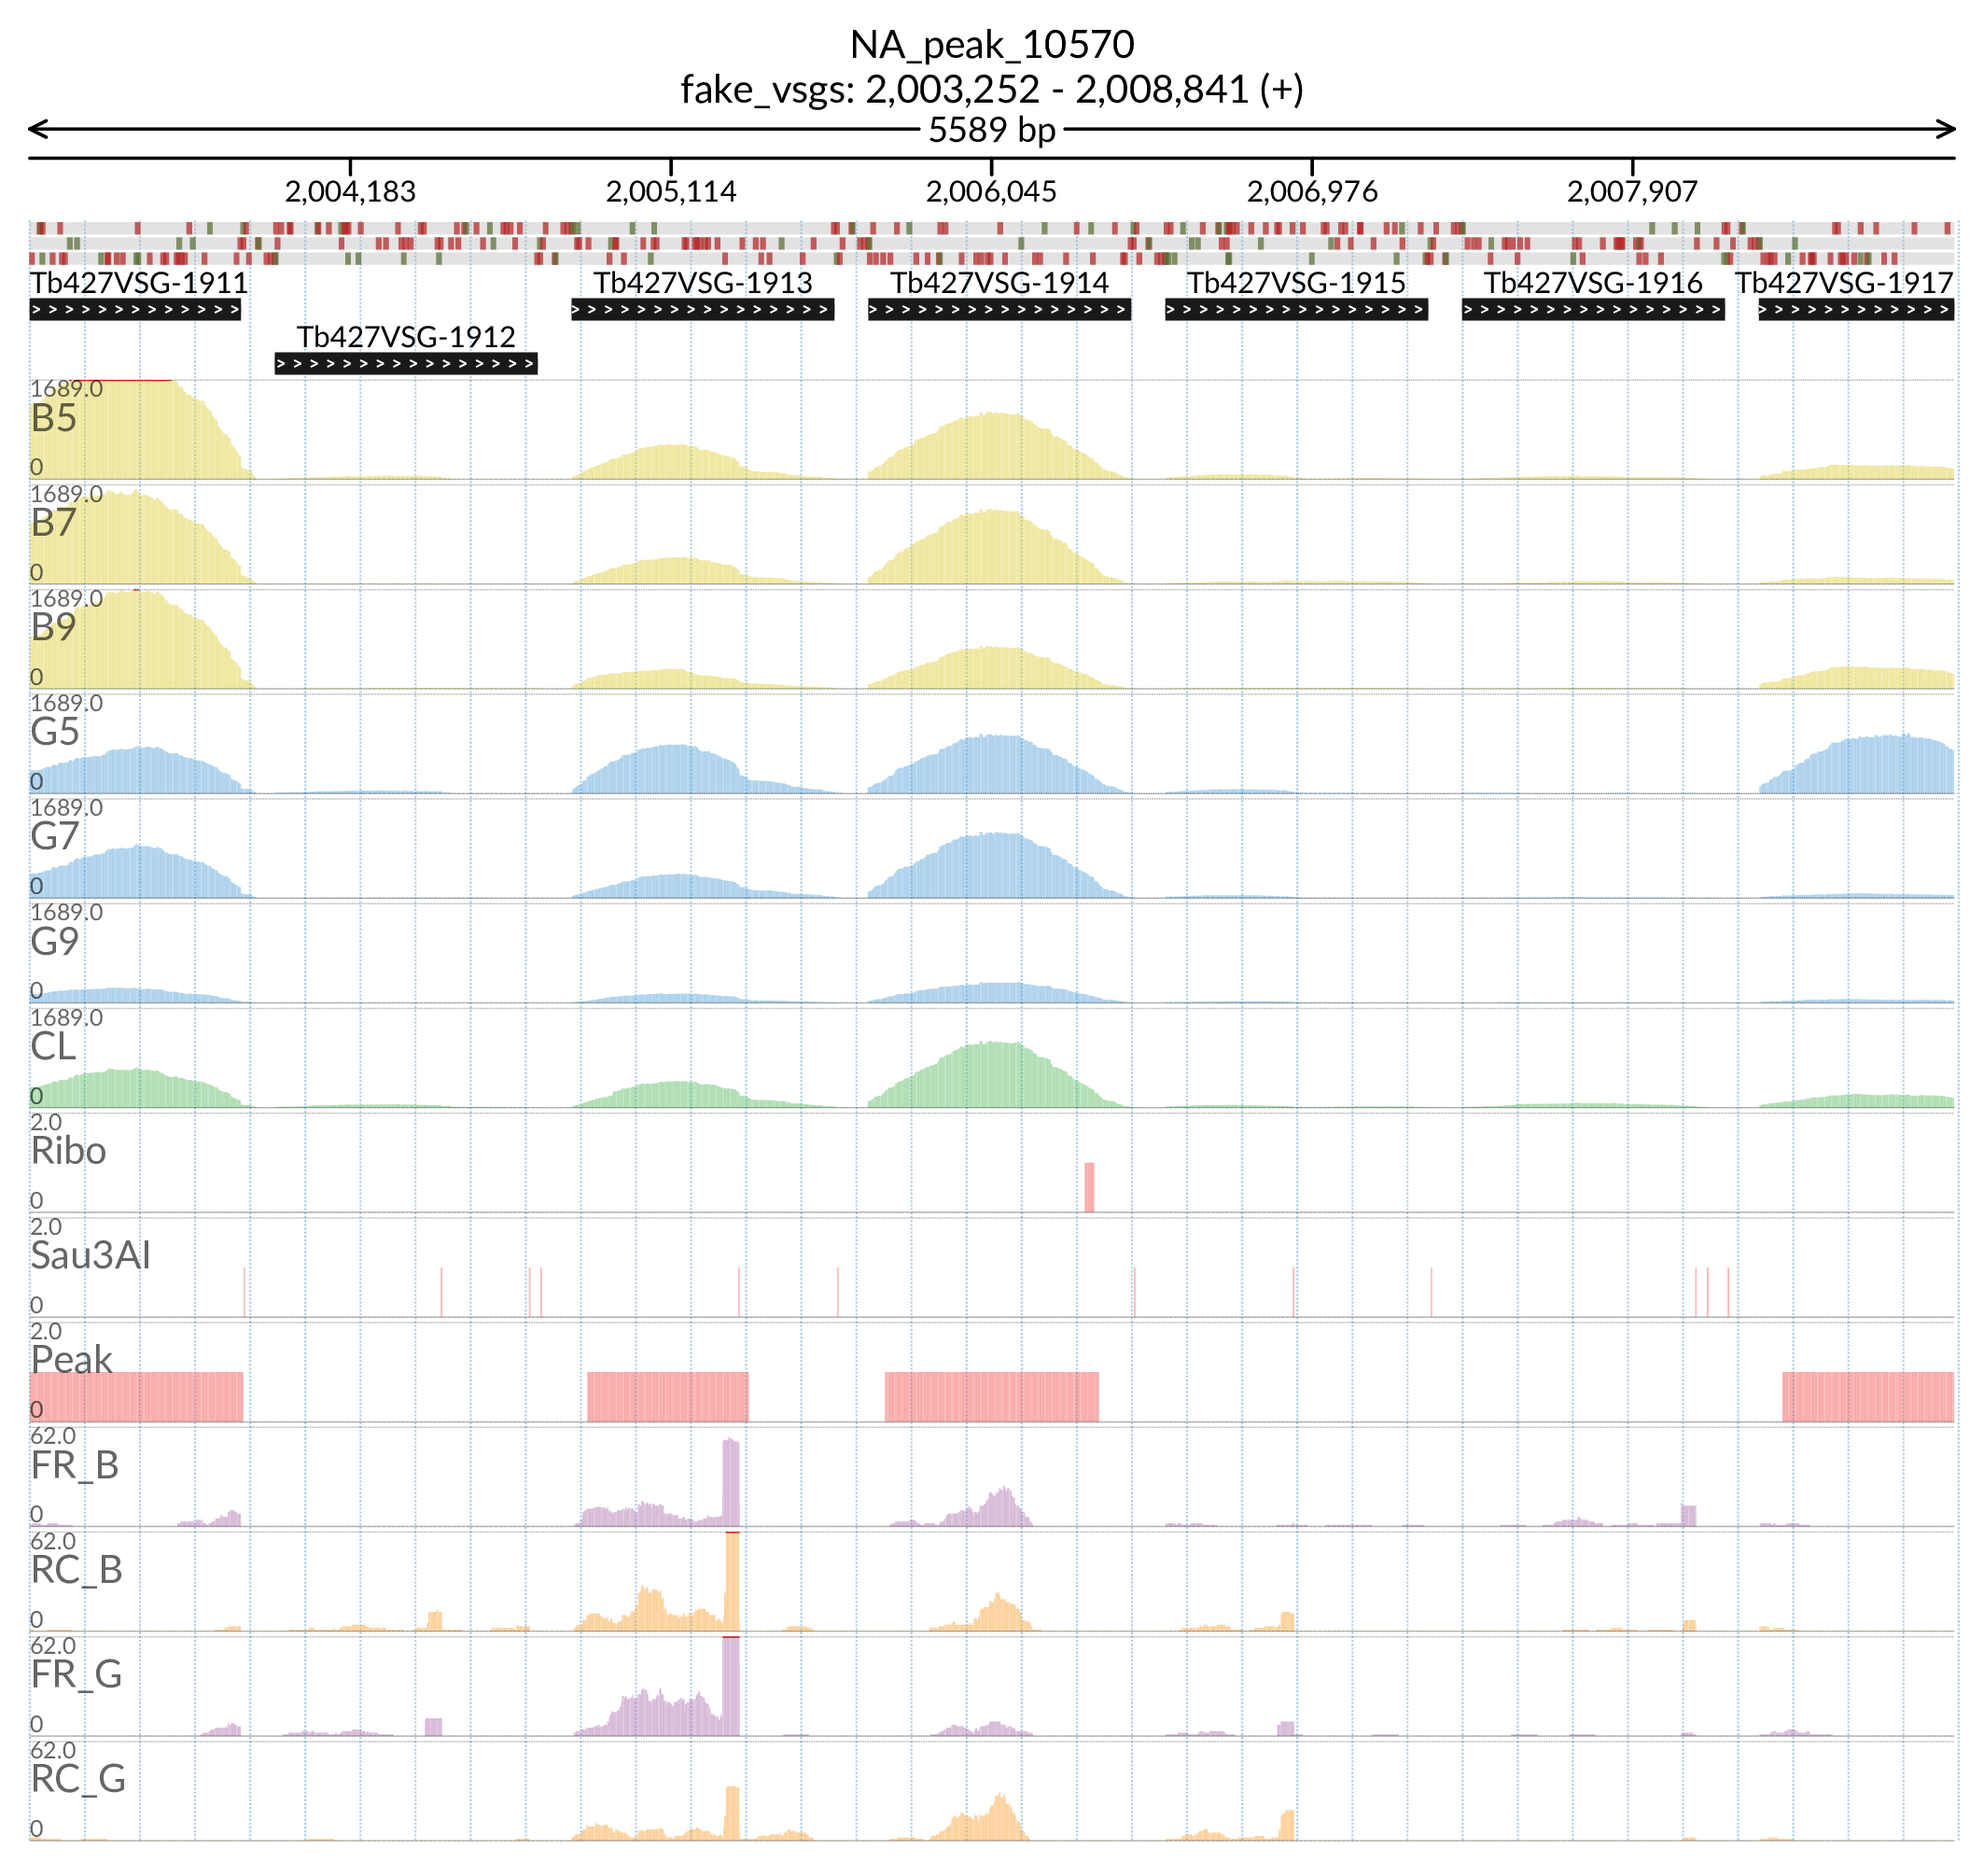 NA_peak_10570
fake_vsgs: 2,003,252 - 2,008,841 (+)
5589 bp
2,004,183 2,005,114 2,006,045 2,006,976 2,007,907
Tb427VSG-1911 Tb427VSG-1913 Tb427VSG-1914 Tb427VSG-1915 Tb427VSG-1916 Tb427VSG-1917
Tb427VSG-1912
1689.0
B5
0
1689.0
B7
0
1689.0
B9
0
1689.0
G5
0
1689.0
G7
0
1689.0
G9
0
1689.0
CL
0
2.0
Ribo
0
2.0
Sau3AI
0
2.0
Peak
0
62.0
FR_B
0
62.0
RC_B
0
62.0
FR_G
0
62.0
RC_G
0